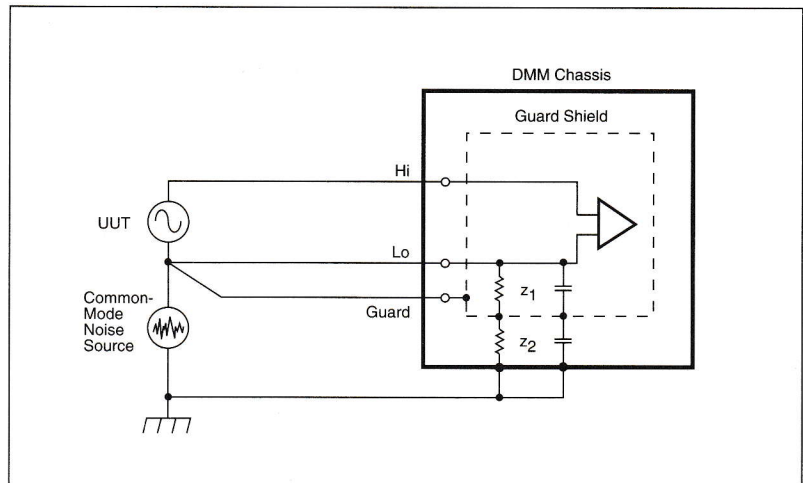 DMM Chassis
Guard Shield
Hi
UUT
Lo
Common-
Mode
Noise
Source
Guard
z1
z2